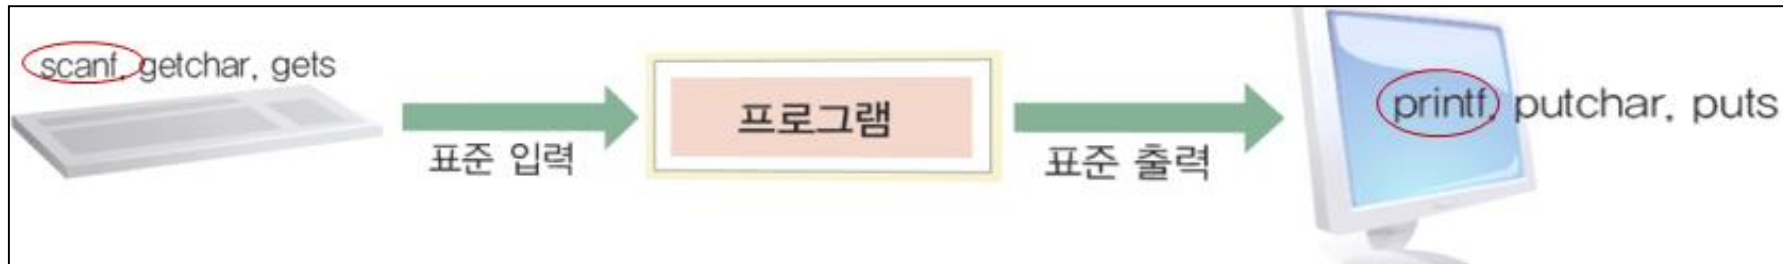 scanf, getchar, gets
표준 입력
프로그램
표준 출력
printf, putchar, puts